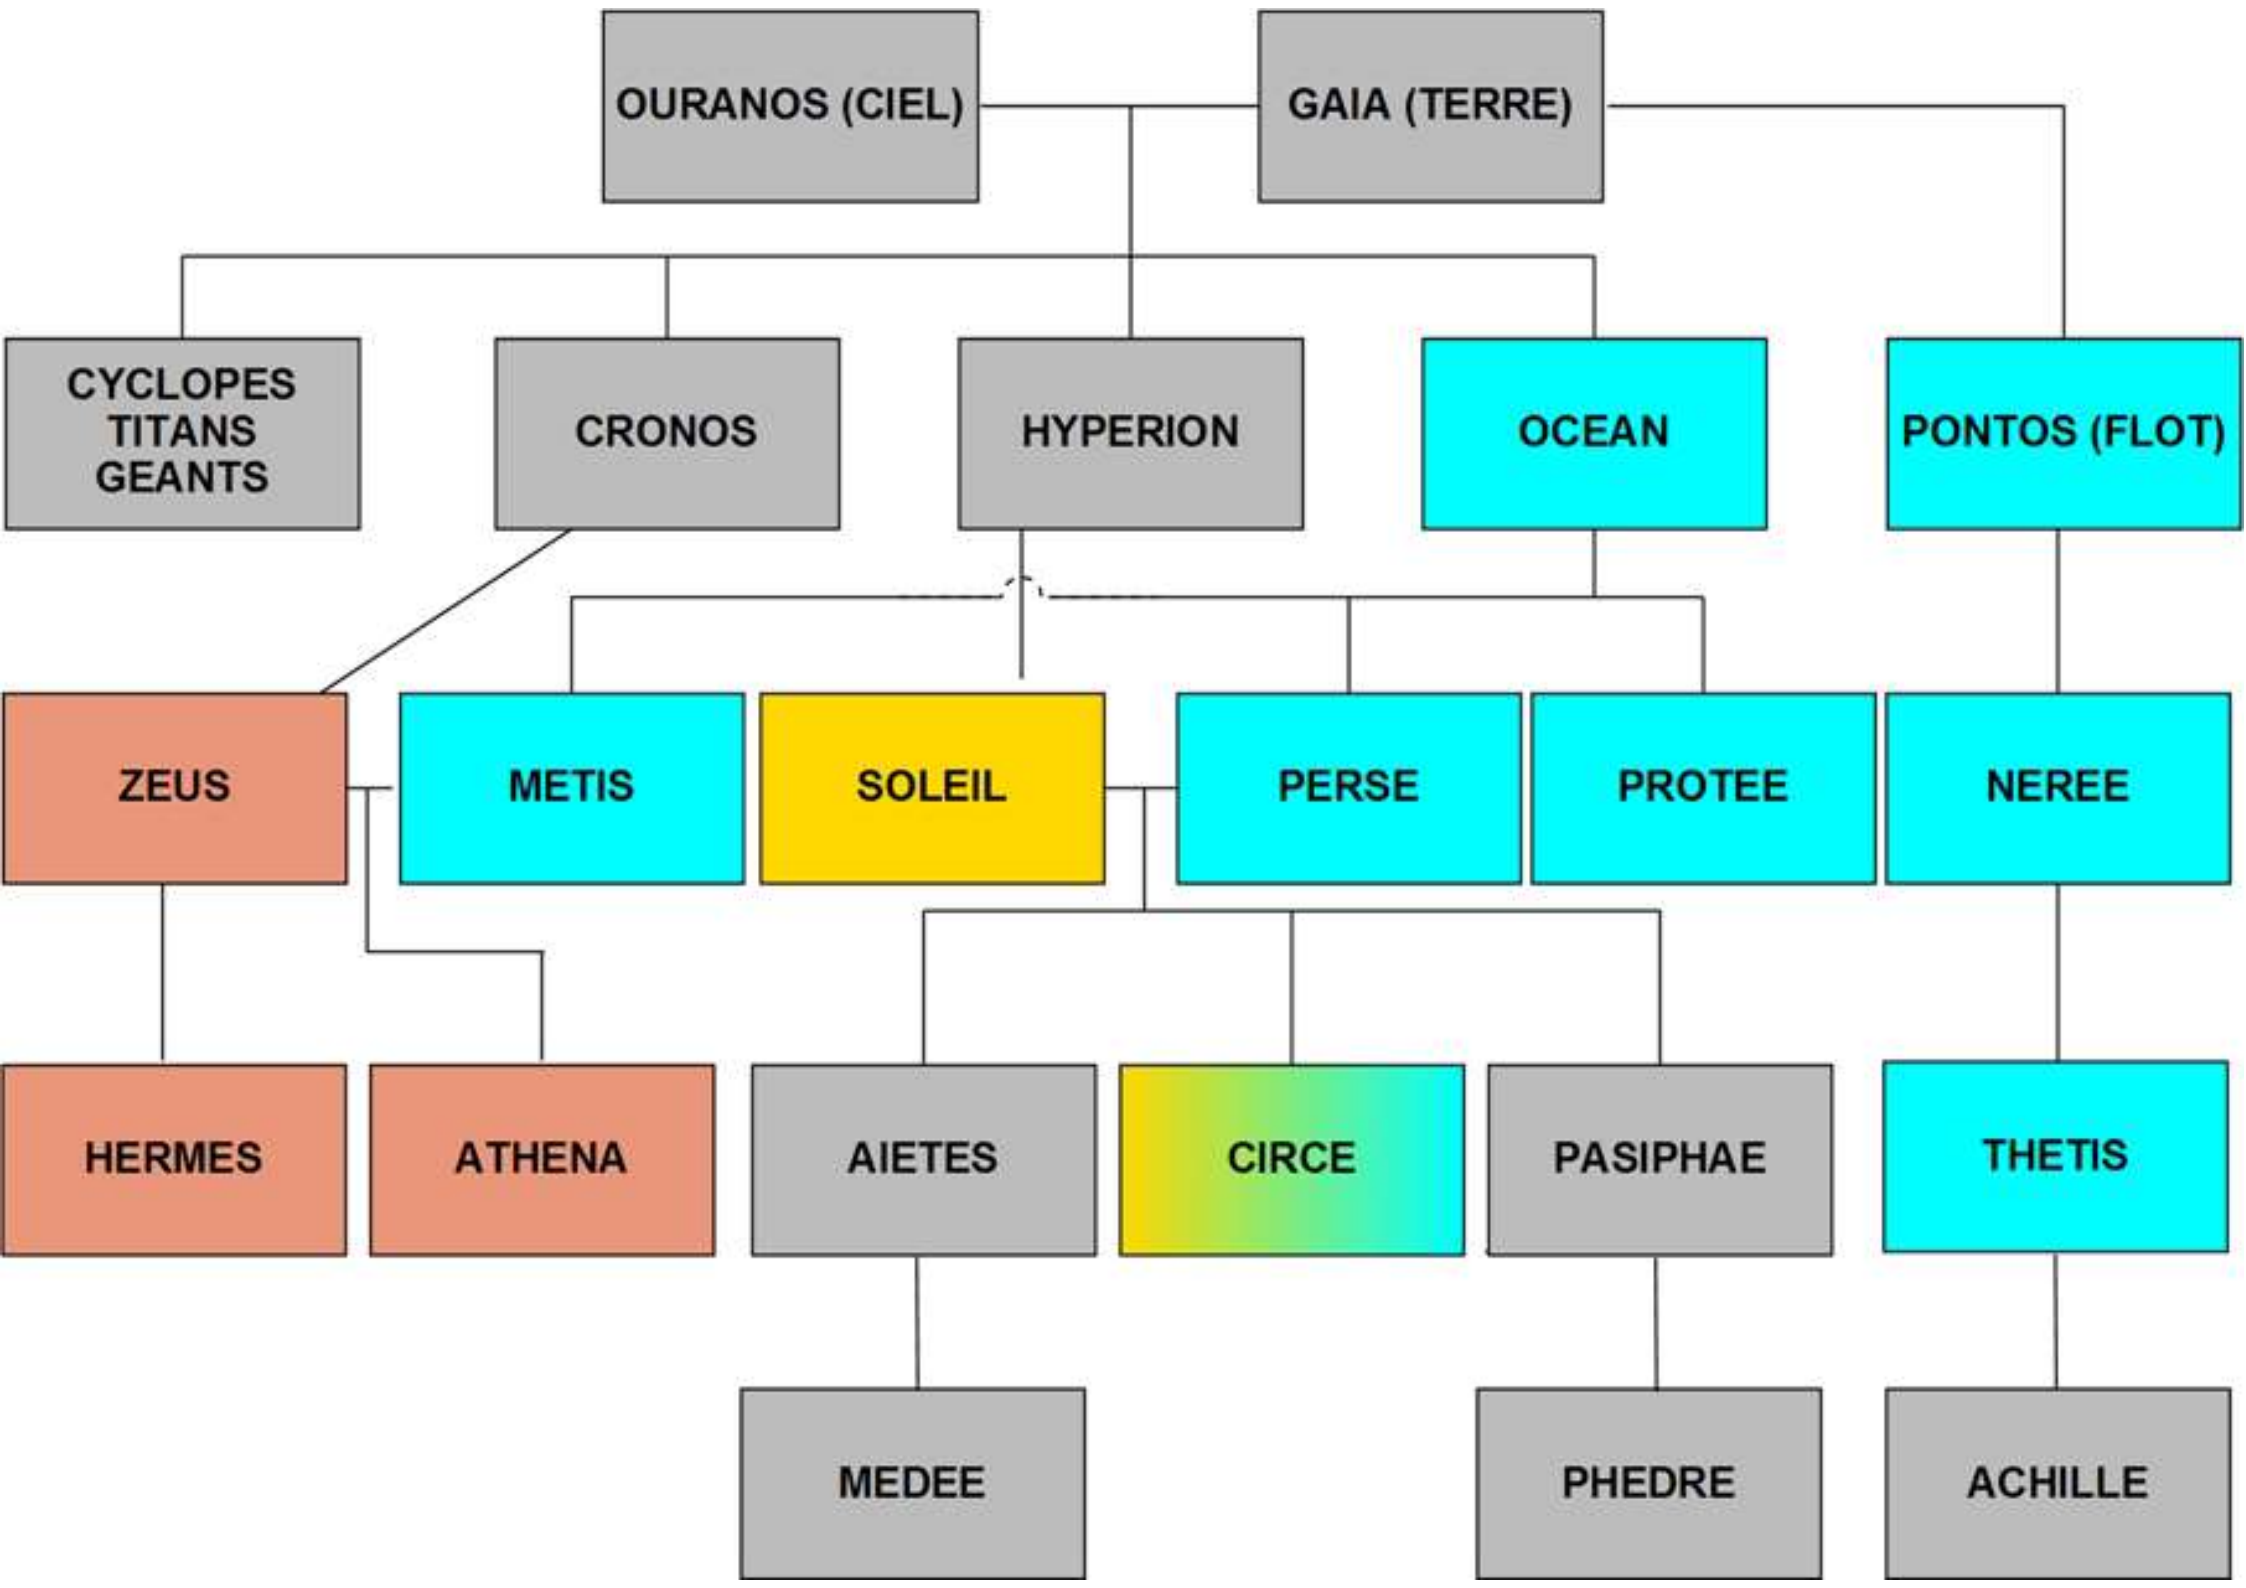 OURANOS (CIEL)
GAIA (TERRE)
CYCLOPES
TITANS
GEANTS
CRONOS
HYPERION
OCEAN
PONTOS (FLOT)
ZEUS
METIS
SOLEIL
PERSE
PROTEE
NEREE
HERMES
ATHENA
AIETES
CIRCE
PASIPHAE
THETIS
MEDEE
PHEDRE
ACHILLE